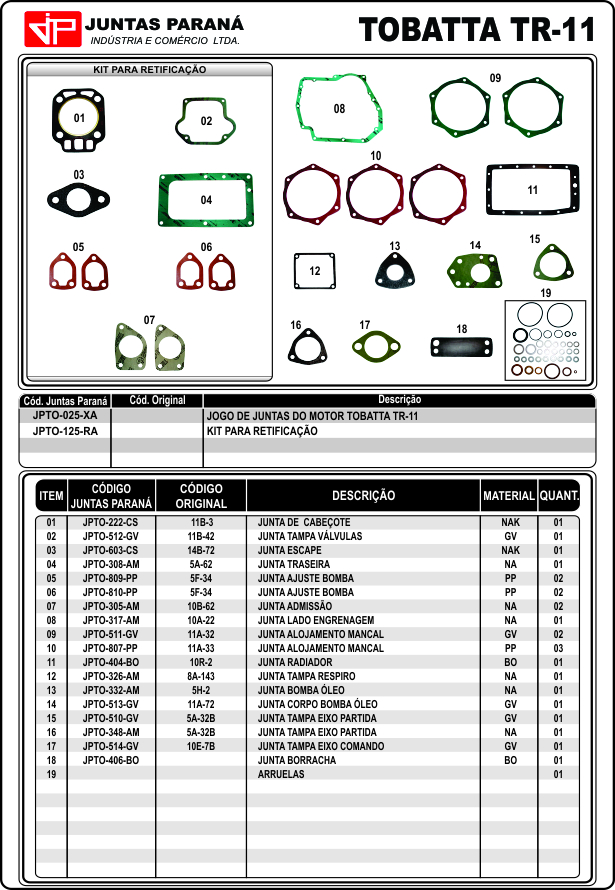 JP JUNTAS PARANÁ
INDÚSTRIA E COMÉRCIO LTDA.
TOBATTA TR-11
KIT PARA RETIFICAÇÃO
01
02
03
04
05
06
07
08
09
10
11
12
13
14
15
16
17
18
19
Cód. Juntas Paraná Cód. Original Descrição
JPTO-025-XA JOGO DE JUNTAS DO MOTOR TOBATTA TR-11
JPTO-125-RA KIT PARA RETIFICAÇÃO
ITEM CÓDIGO JUNTAS PARANÁ CÓDIGO ORIGINAL DESCRIÇÃO MATERIAL QUANT.
01 JPTO-222-CS 11B-3 JUNTA DE CABEÇOTE NAK 01
02 JPTO-512-GV 11B-42 JUNTA TAMPA VÁLVULAS GV 01
03 JPTO-603-CS 14B-72 JUNTA ESCAPE NAK 01
04 JPTO-308-AM 5A-62 JUNTA TRASEIRA NA 01
05 JPTO-809-PP 5F-34 JUNTA AJUSTE BOMBA PP 02
06 JPTO-810-PP 5F-34 JUNTA AJUSTE BOMBA PP 02
07 JPTO-305-AM 10B-62 JUNTA ADMISSÃO NA 02
08 JPTO-317-AM 10A-22 JUNTA LADO ENGRENAGEM NA 01
09 JPTO-511-GV 11A-32 JUNTA ALOJAMENTO MANCAL GV 02
10 JPTO-807-PP 11A-33 JUNTA ALOJAMENTO MANCAL PP 03
11 JPTO-404-BO 10R-2 JUNTA RADIADOR BO 01
12 JPTO-326-AM 8A-143 JUNTA TAMPA RESPIRO NA 01
13 JPTO-332-AM 5H-2 JUNTA BOMBA ÓLEO NA 01
14 JPTO-513-GV 11A-72 JUNTA CORPO BOMBA ÓLEO GV 01
15 JPTO-510-GV 5A-32B JUNTA TAMPA EIXO PARTIDA GV 01
16 JPTO-348-AM 5A-32B JUNTA TAMPA EIXO PARTIDA NA 01
17 JPTO-514-GV 10E-7B JUNTA TAMPA EIXO COMANDO GV 01
18 JPTO-406-BO JUNTA BORRACHA BO 01
19 ARRUELAS 01